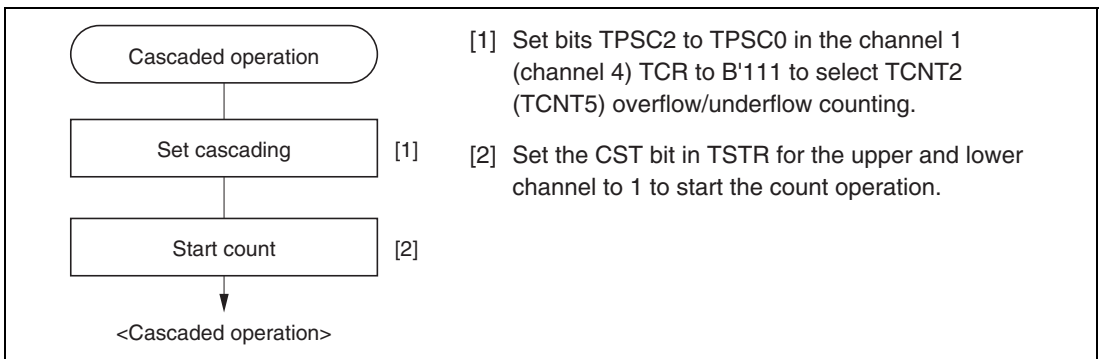 Cascaded operation
Set cascading
[1]
Start count
[2]
<Cascaded operation>
[1] Set bits TPSC2 to TPSC0 in the channel 1
(channel 4) TCR to B'111 to select TCNT2
(TCNT5) overflow/underflow counting.
[2] Set the CST bit in TSTR for the upper and lower
channel to 1 to start the count operation.